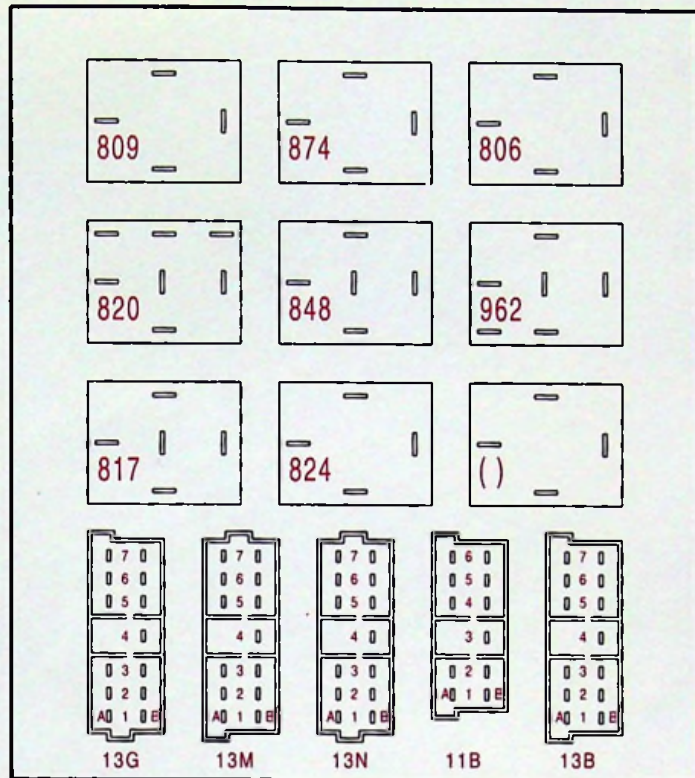 809 874 806
820 848 962
817 824 ( )
7 7 7 6 7
6 6 6 5 6
5 5 5 4 5
4 4 4 3 4
3 3 3 2 3
2 2 2 A 1 B 2
A 1 B A 1 B A 1 B A 1 B
13G 13M 13N 11B 13B